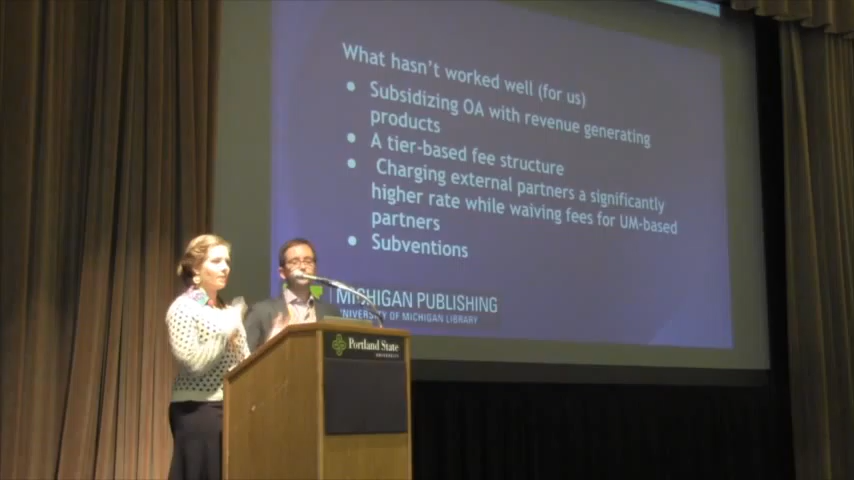 What hasn't worked well (for us)
• Subsidizing OA with revenue generating
products
• A tier-based fee structure
• Charging external partners a significantly
higher rate while waiving fees for UM-based
partners
• Subventions
MICHIGAN PUBLISHING
UNIVERSITY OF MICHIGAN LIBRARY
Portland State
UNIVERSITY